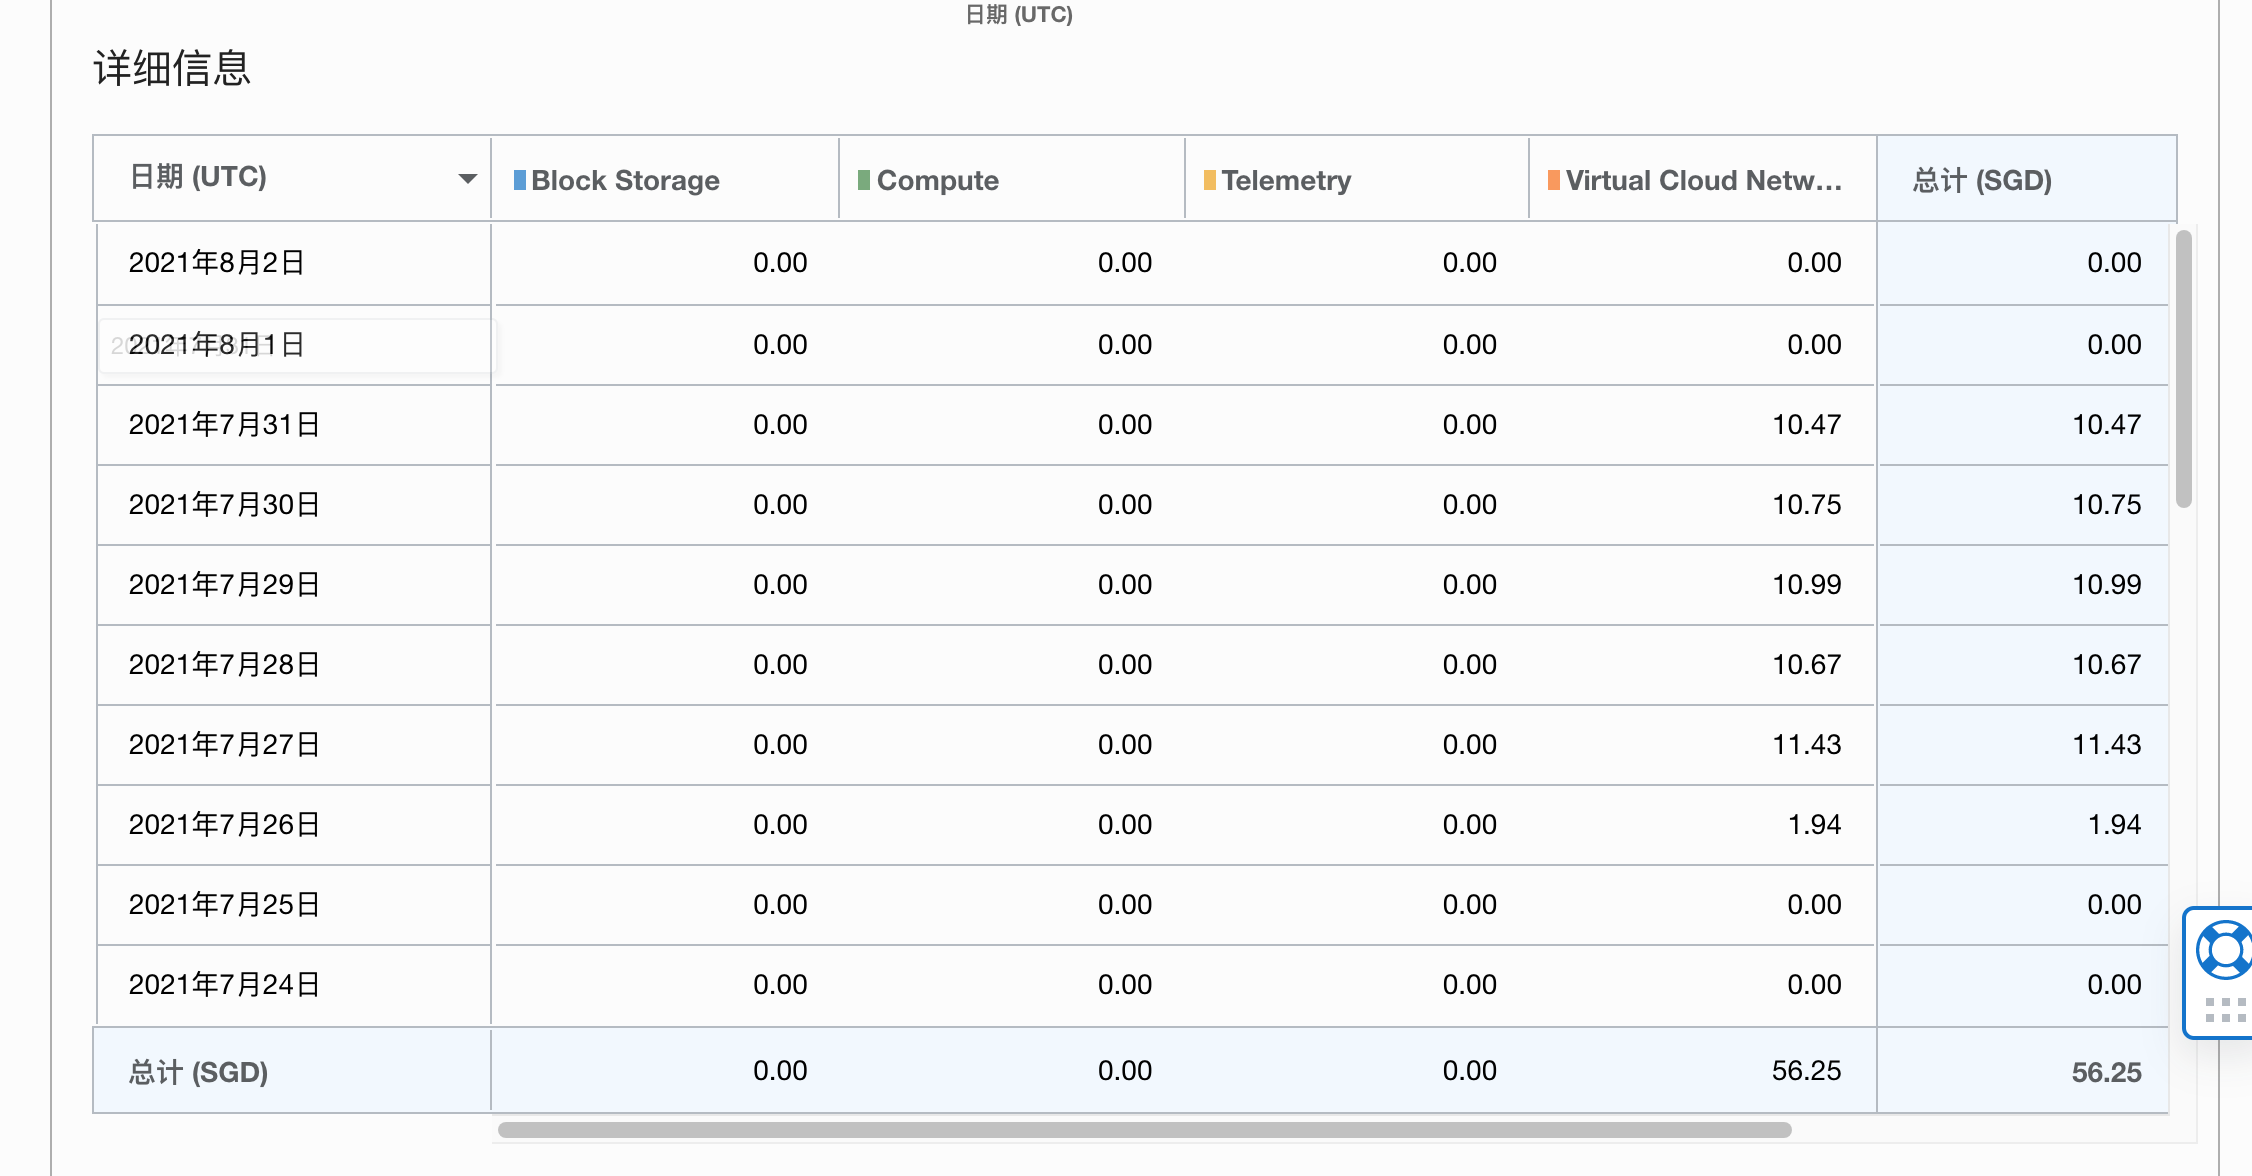 日期 (UTC)
详细信息
日期 (UTC) Block Storage Compute Telemetry Virtual Cloud Netw... 总计 (SGD)
2021年8月2日 0.00 0.00 0.00 0.00 0.00
2021年8月1日 0.00 0.00 0.00 0.00 0.00
2021年7月31日 0.00 0.00 0.00 10.47 10.47
2021年7月30日 0.00 0.00 0.00 10.75 10.75
2021年7月29日 0.00 0.00 0.00 10.99 10.99
2021年7月28日 0.00 0.00 0.00 10.67 10.67
2021年7月27日 0.00 0.00 0.00 11.43 11.43
2021年7月26日 0.00 0.00 0.00 1.94 1.94
2021年7月25日 0.00 0.00 0.00 0.00 0.00
2021年7月24日 0.00 0.00 0.00 0.00 0.00
总计 (SGD) 0.00 0.00 0.00 56.25 56.25